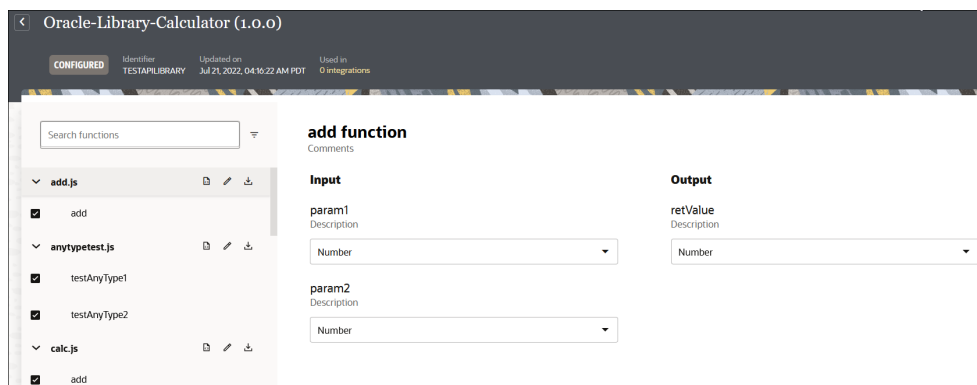 Oracle-Library-Calculator (1.0.0)
CONFIGURED
Identifier
TESTAPILIBRARY
Updated on
Jul 21, 2022, 04:16:22 AM PDT
Used in
0 integrations
Search functions
add.js
add
anytypetest.js
testAnyType1
testAnyType2
calc.js
add
add function
Comments
Input
param1
Description
Number
param2
Description
Number
Output
retValue
Description
Number